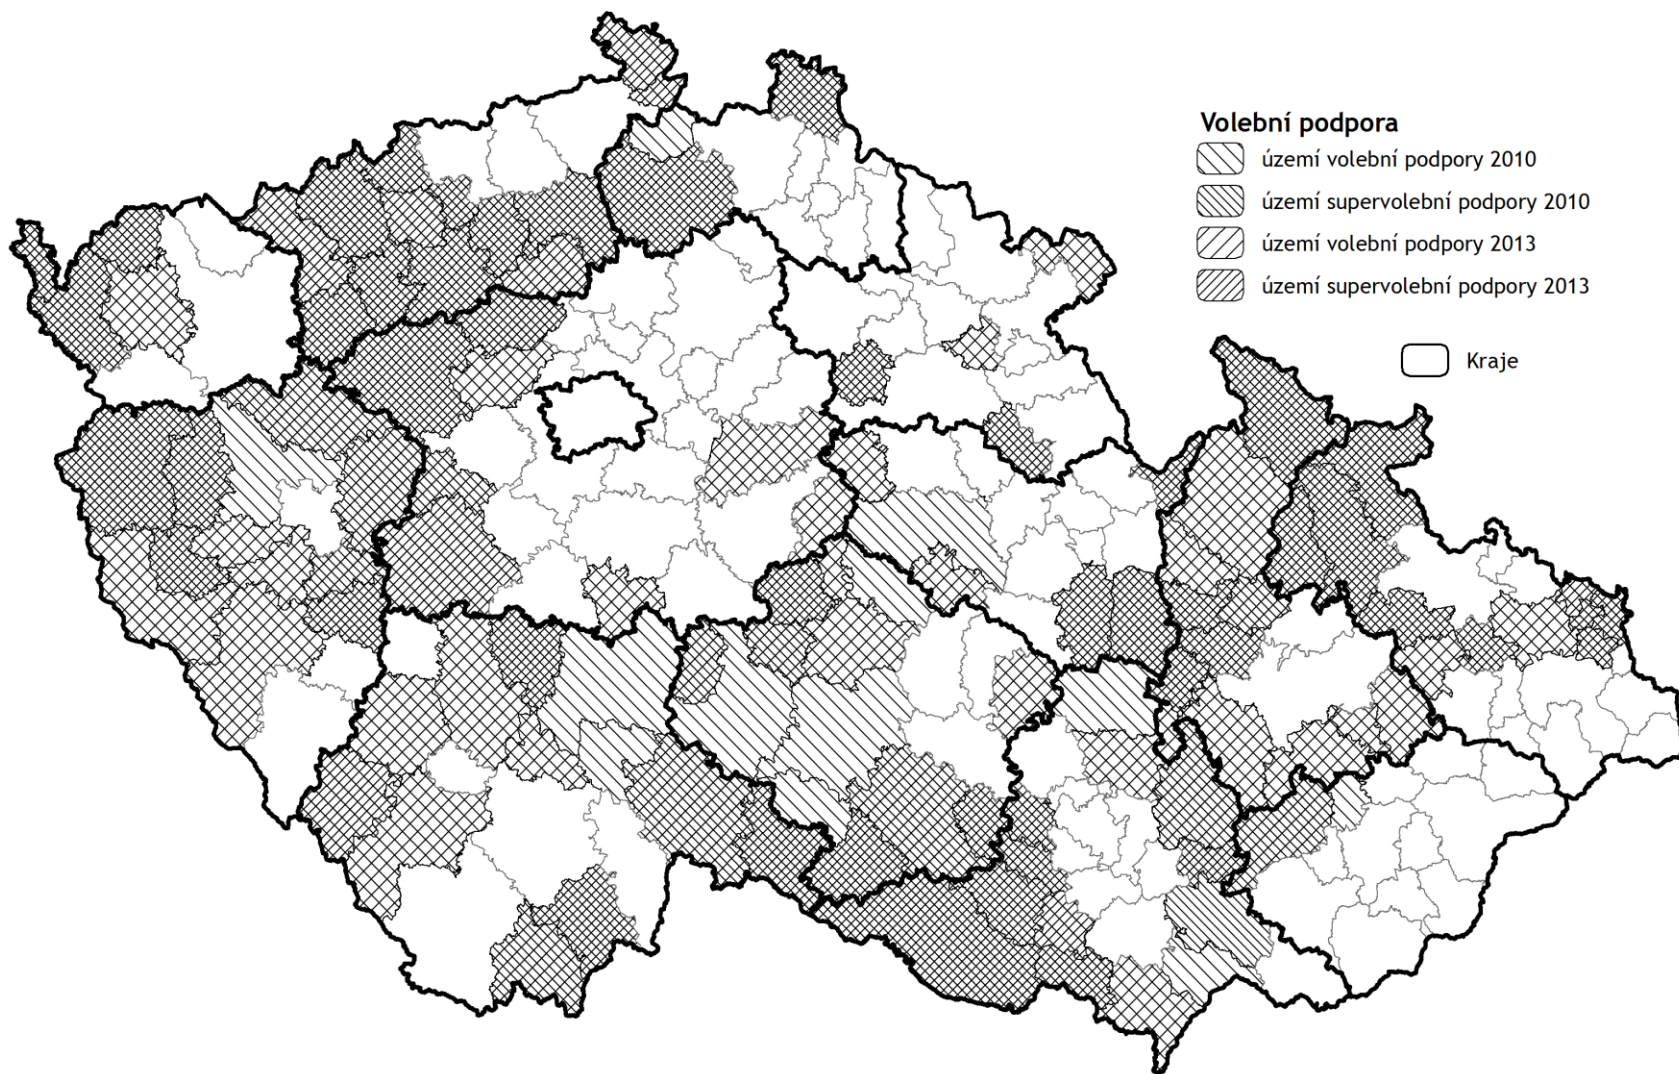 Volební podpora
území volební podpory 2010
území supervolební podpory 2010
území volební podpory 2013
území supervolební podpory 2013
Kraje